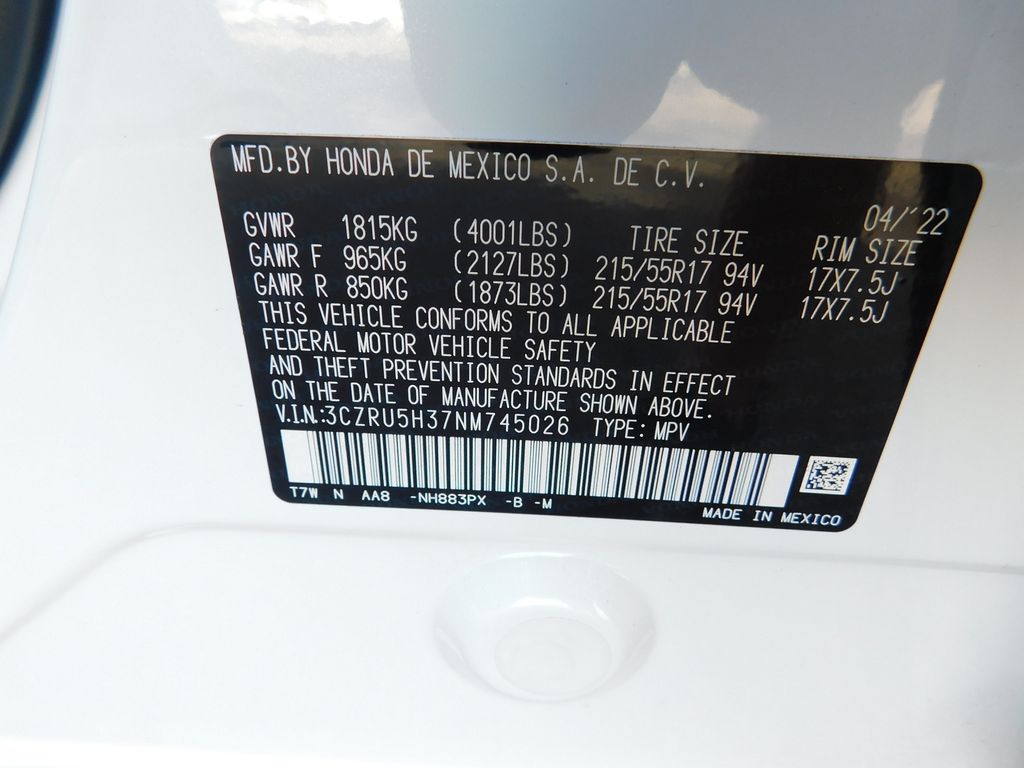 MFD.BY HONDA DE MEXICO S.A. DE C.V.
04/'22
GVWR 1815KG (4001LBS) TIRE SIZE RIM SIZE
GAWR F 965KG (2127LBS) 215/55R17 94V 17X7.5J
GAWR R 850KG (1873LBS) 215/55R17 94V 17X7.5J
THIS VEHICLE CONFORMS TO ALL APPLICABLE
FEDERAL MOTOR VEHICLE SAFETY
AND THEFT PREVENTION STANDARDS IN EFFECT
ON THE DATE OF MANUFACTURE SHOWN ABOVE.
V.I.N.:3CZRU5H37NM745026 TYPE: MPV
T7W N AA8 -NH883PX -B -M
MADE IN MEXICO